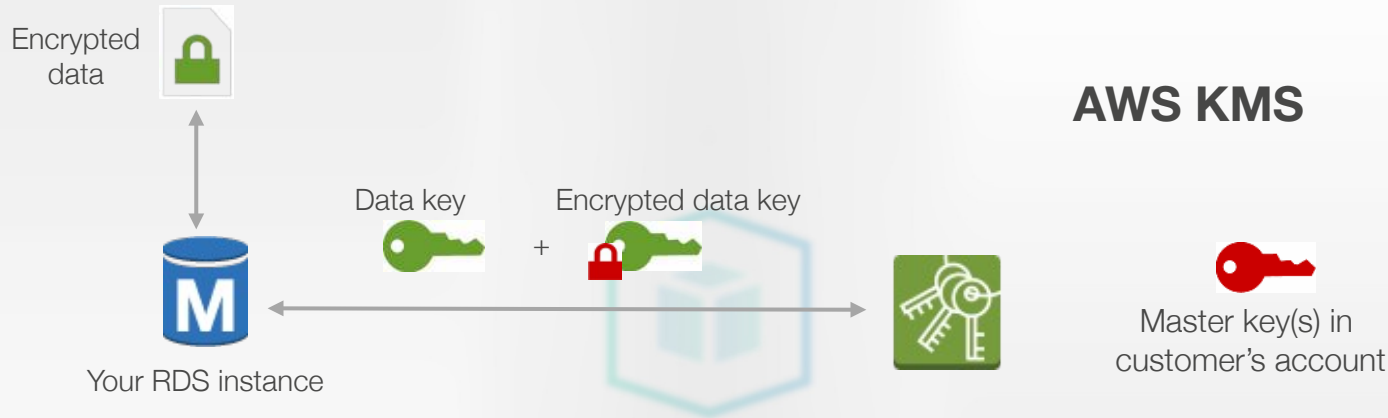 Encrypted
data
AWS KMS
Data key
Encrypted data key
+
M
Your RDS instance
Master key(s) in
customer's account